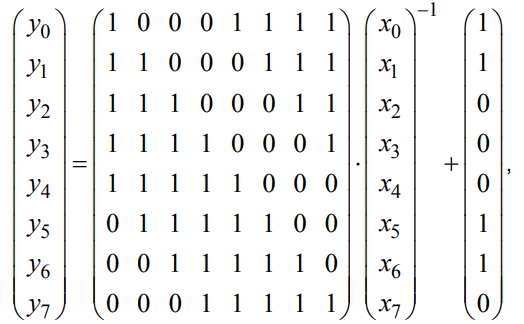 y₀ 1 0 0 0 1 1 1 1 x₀ ⁻¹ 1
y₁ 1 1 0 0 0 1 1 1 x₁ 1
y₂ 1 1 1 0 0 0 1 1 x₂ 0
y₃ = 1 1 1 1 0 0 0 1 · x₃ + 0
y₄ 1 1 1 1 1 0 0 0 x₄ 0 ,
y₅ 0 1 1 1 1 1 0 0 x₅ 1
y₆ 0 0 1 1 1 1 1 0 x₆ 1
y₇ 0 0 0 1 1 1 1 1 x₇ 0